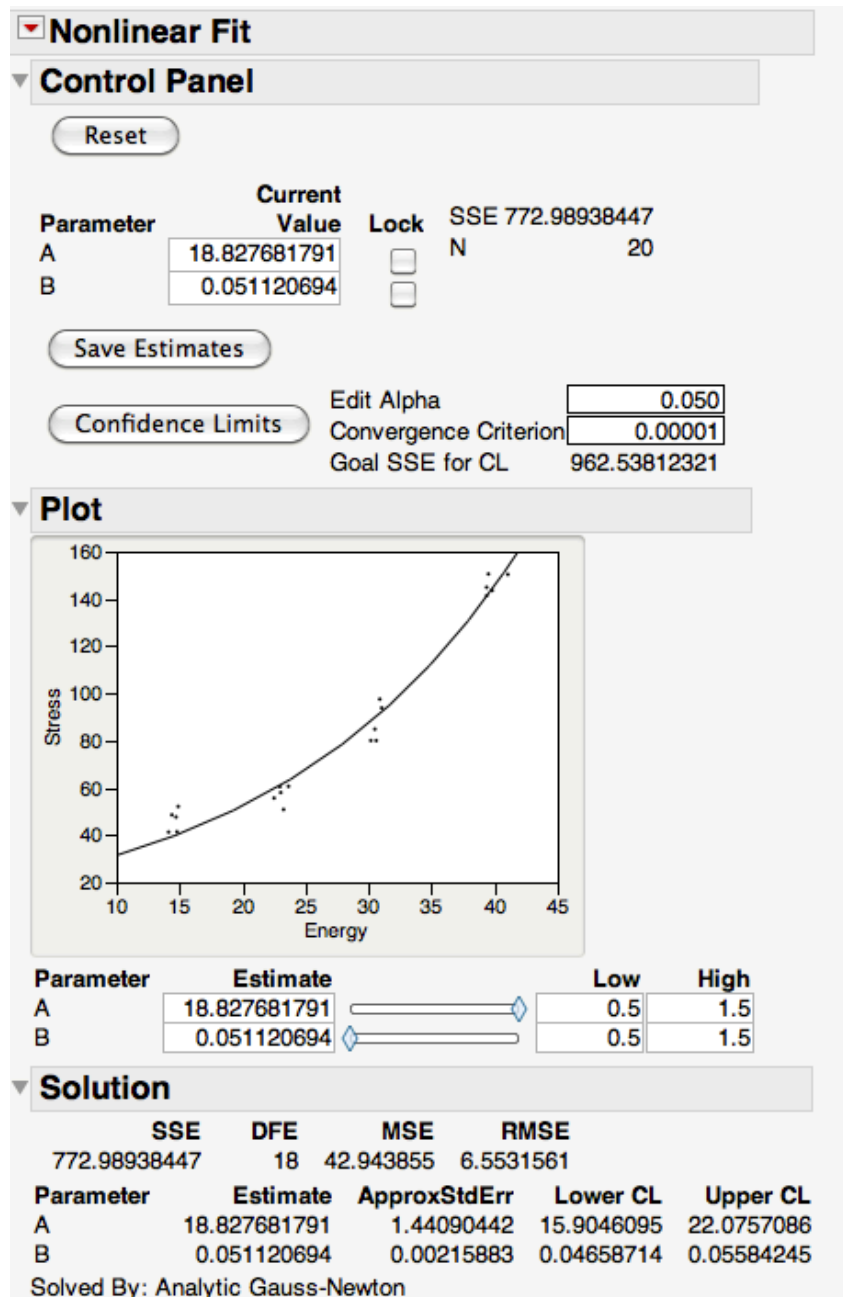 Nonlinear Fit
Control Panel
Reset
Current
Parameter Value Lock SSE 772.98938447
A 18.827681791 N 20
B 0.051120694
Save Estimates
Edit Alpha 0.050
Confidence Limits Convergence Criterion 0.00001
Goal SSE for CL 962.53812321
Plot
160
140
120
100
80
60
40
20
Stress
10 15 20 25 30 35 40 45
Energy
Parameter Estimate Low High
A 18.827681791 0.5 1.5
B 0.051120694 0.5 1.5
Solution
SSE DFE MSE RMSE
772.98938447 18 42.943855 6.5531561
Parameter Estimate ApproxStdErr Lower CL Upper CL
A 18.827681791 1.44090442 15.9046095 22.0757086
B 0.051120694 0.00215883 0.04658714 0.05584245
Solved By: Analytic Gauss-Newton